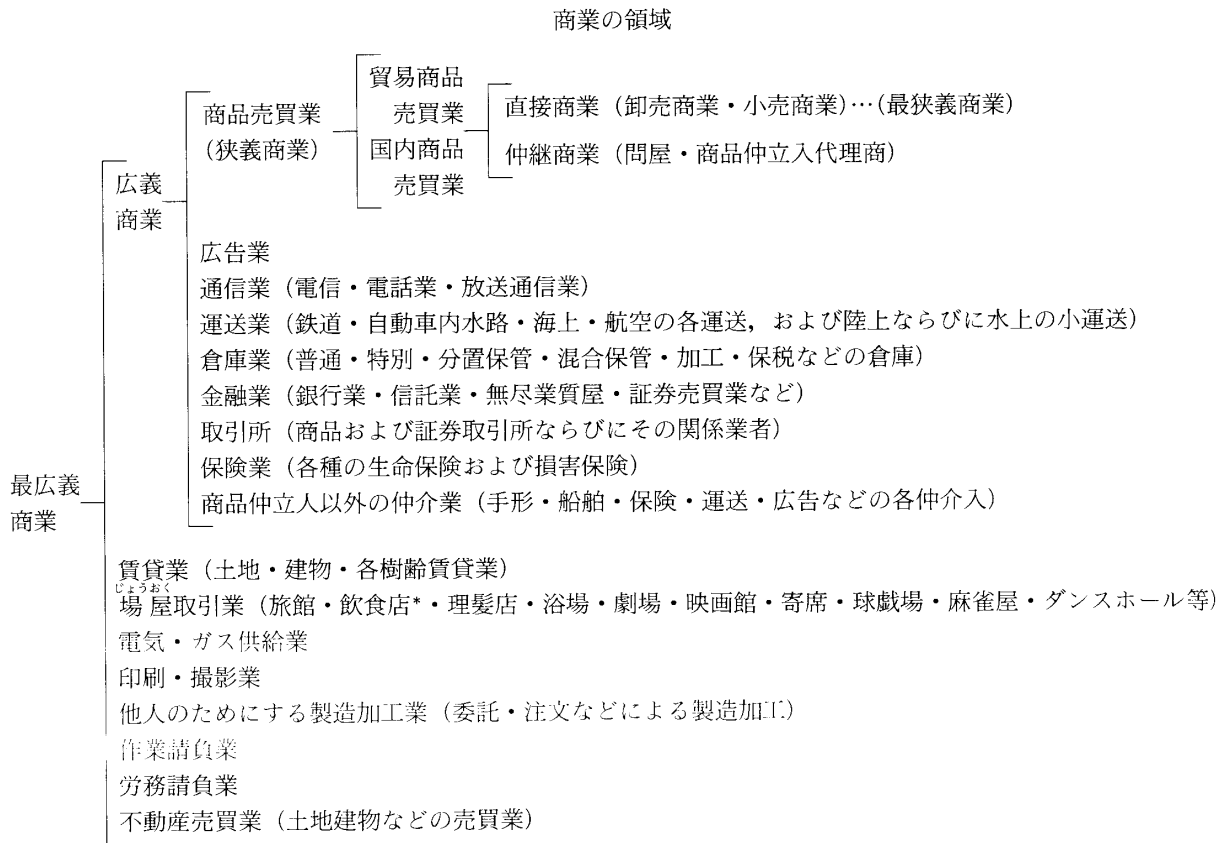 商業の領域
貿易商品
売買業
国内商品
売買業
商品売買業
(狭義商業)
直接商業（卸売商業・小売商業）…（最狭義商業）
仲継商業（問屋・商品仲立入代理商）
広義
商業
広告業
通信業（電信・電話業・放送通信業）
運送業（鉄道・自動車内水路・海上・航空の各運送，および陸上ならびに水上の小運送）
倉庫業（普通・特別・分置保管・混合保管・加工・保税などの倉庫）
金融業（銀行業・信託業・無尽業質屋・証券売買業など）
取引所（商品および証券取引所ならびにその関係業者）
保険業（各種の生命保険および損害保険）
商品仲立人以外の仲介業（手形・船舶・保険・運送・広告などの各仲介入）
最広義
商業
賃貸業（土地・建物・各樹齢賃貸業）
じょうおく
場屋取引業（旅館・飲食店*・理髪店・浴場・劇場・映画館・寄席・球戯場・麻雀屋・ダンスホール等）
電気・ガス供給業
印刷・撮影業
他人のためにする製造加工業（委託・注文などによる製造加工）
作業請負業
労務請負業
不動産売買業（土地建物などの売買業）